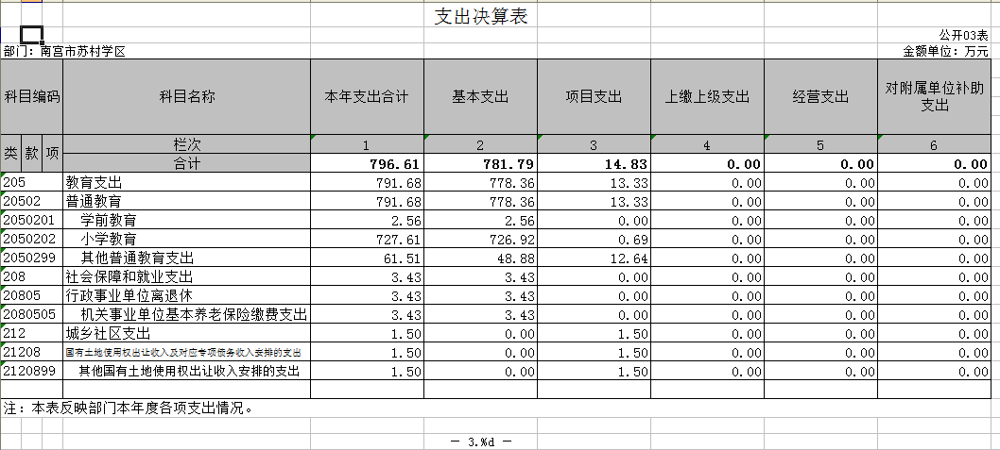 支出决算表
公开03表
部门：南宫市苏村学区 金额单位：万元
科目编码 科目名称 本年支出合计 基本支出 项目支出 上缴上级支出 经营支出 对附属单位补助支出
类 款 项 栏次 1 2 3 4 5 6
合计 796.61 781.79 14.83 0.00 0.00 0.00
205 教育支出 791.68 778.36 13.33 0.00 0.00 0.00
20502 普通教育 791.68 778.36 13.33 0.00 0.00 0.00
2050201 学前教育 2.56 2.56 0.00 0.00 0.00 0.00
2050202 小学教育 727.61 726.92 0.69 0.00 0.00 0.00
2050299 其他普通教育支出 61.51 48.88 12.64 0.00 0.00 0.00
208 社会保障和就业支出 3.43 3.43 0.00 0.00 0.00 0.00
20805 行政事业单位离退休 3.43 3.43 0.00 0.00 0.00 0.00
2080505 机关事业单位基本养老保险缴费支出 3.43 3.43 0.00 0.00 0.00 0.00
212 城乡社区支出 1.50 0.00 1.50 0.00 0.00 0.00
21208 国有土地使用权出让收入及对应专项债务收入安排的支出 1.50 0.00 1.50 0.00 0.00 0.00
2120899 其他国有土地使用权出让收入安排的支出 1.50 0.00 1.50 0.00 0.00 0.00
注：本表反映部门本年度各项支出情况。
— 3.%d —